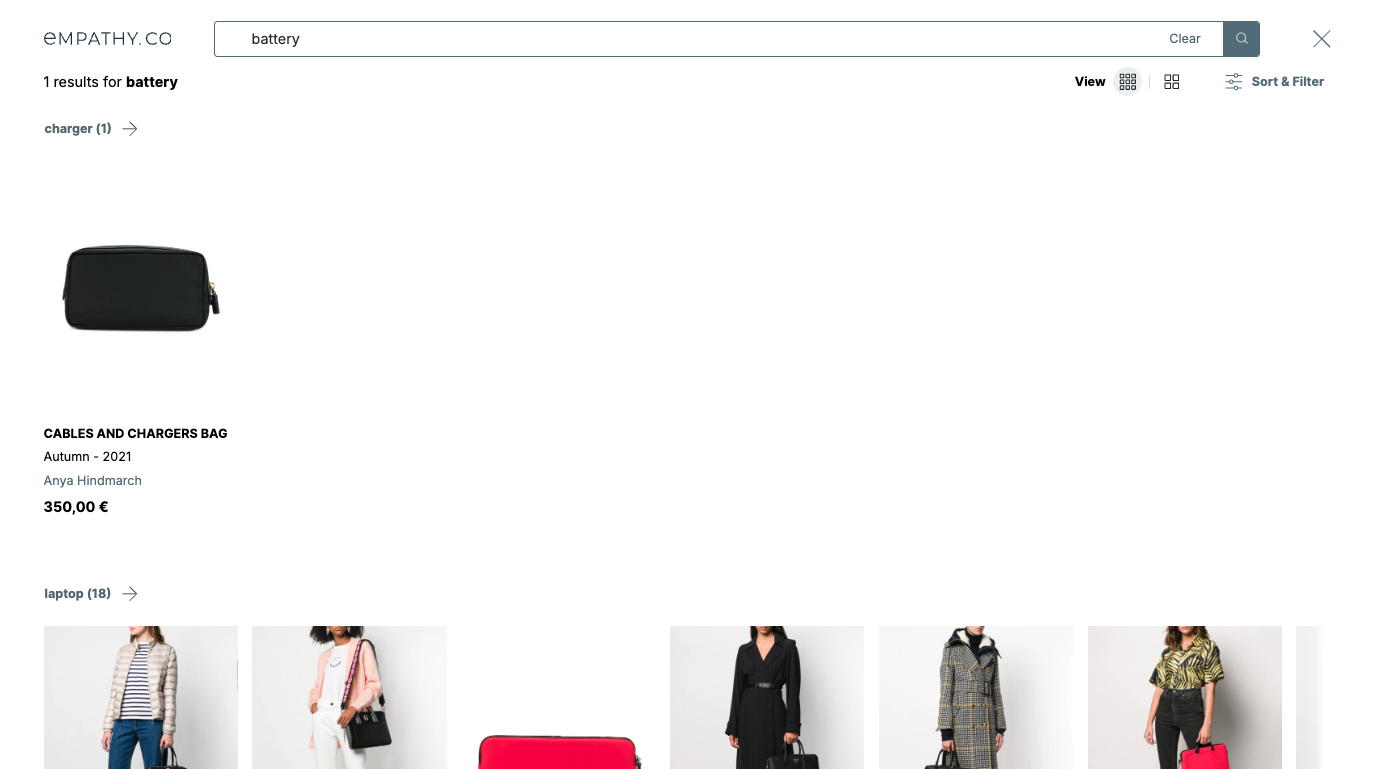 eMPATHY.CO
battery
Clear
1 results for battery
View
Sort & Filter
charger (1)
CABLES AND CHARGERS BAG
Autumn - 2021
Anya Hindmarch
350,00 €
laptop (18)